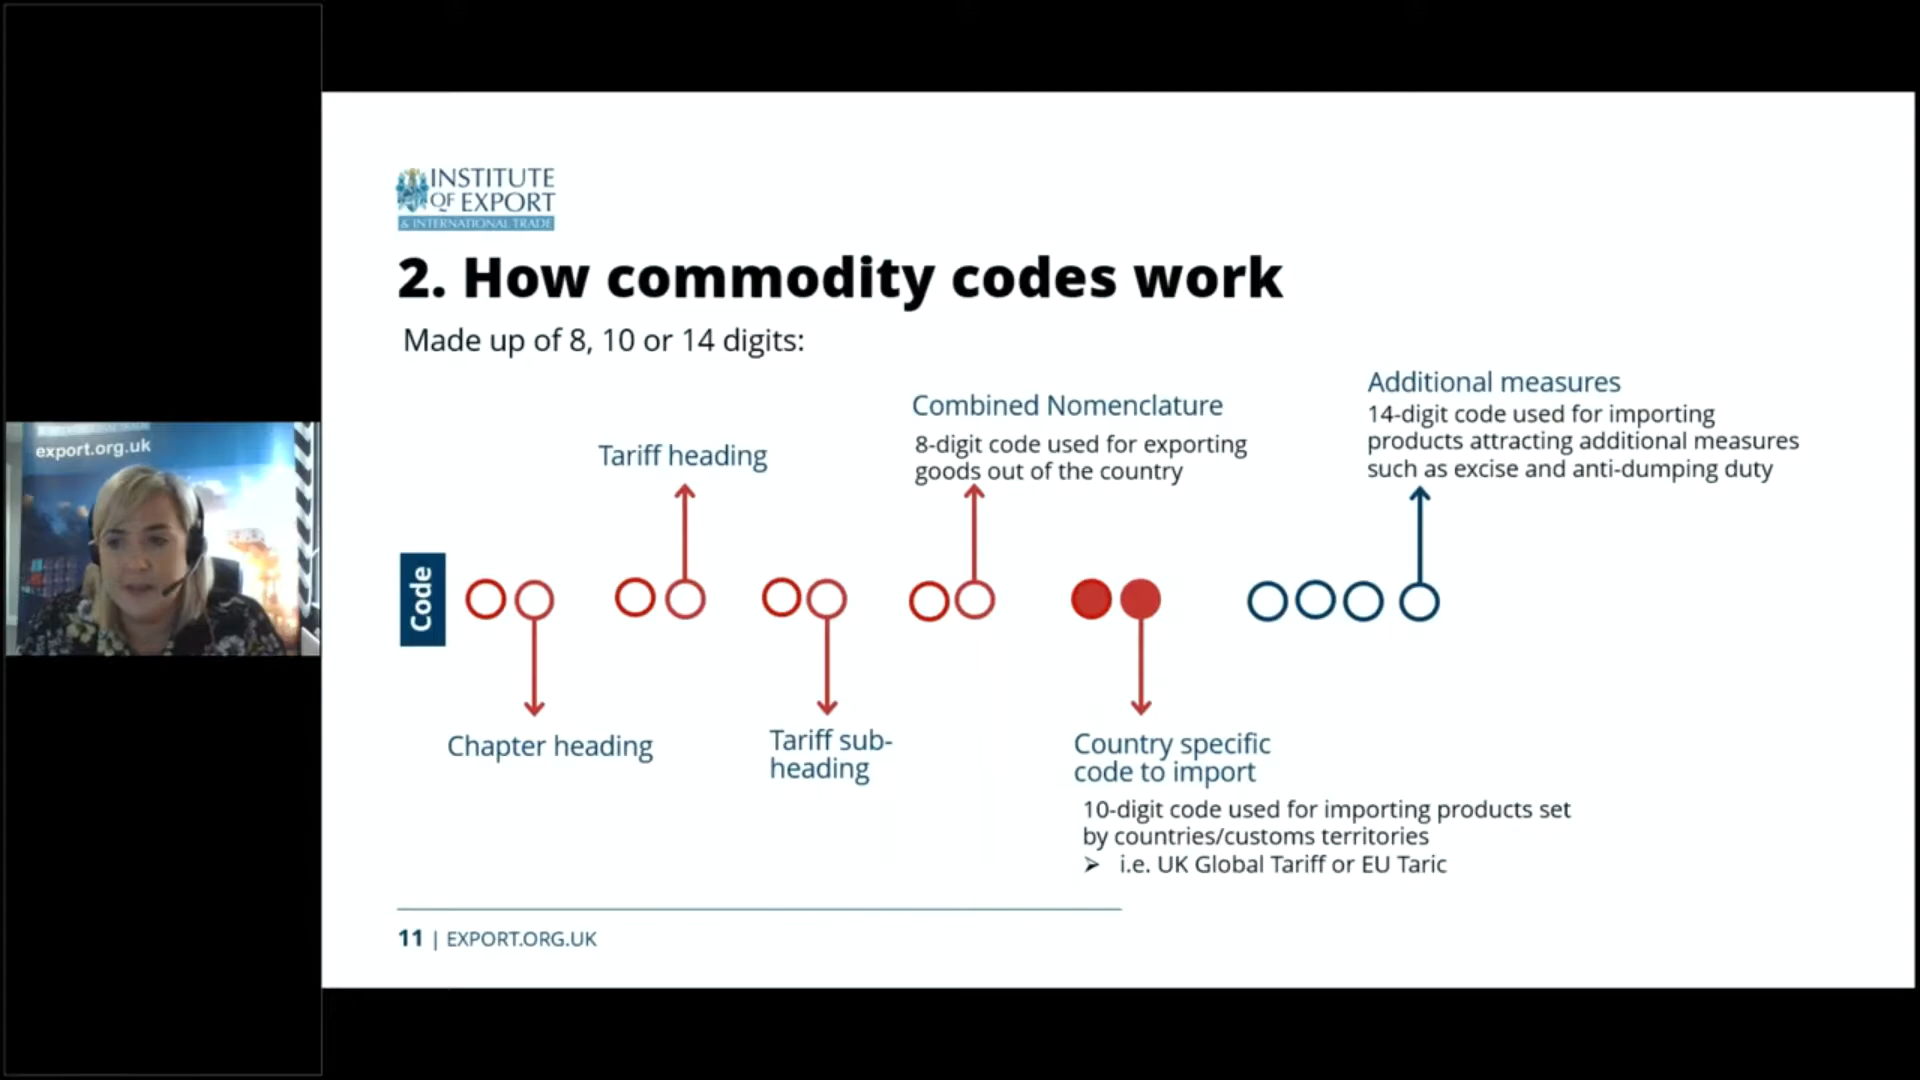 export.org.uk
INSTITUTE
OF EXPORT
& INTERNATIONAL TRADE
2. How commodity codes work
Made up of 8, 10 or 14 digits:
Tariff heading
Combined Nomenclature
8-digit code used for exporting
goods out of the country
Additional measures
14-digit code used for importing
products attracting additional measures
such as excise and anti-dumping duty
Code
Chapter heading
Tariff sub-
heading
Country specific
code to import
10-digit code used for importing products set
by countries/customs territories
➢ i.e. UK Global Tariff or EU Taric
11 | EXPORT.ORG.UK